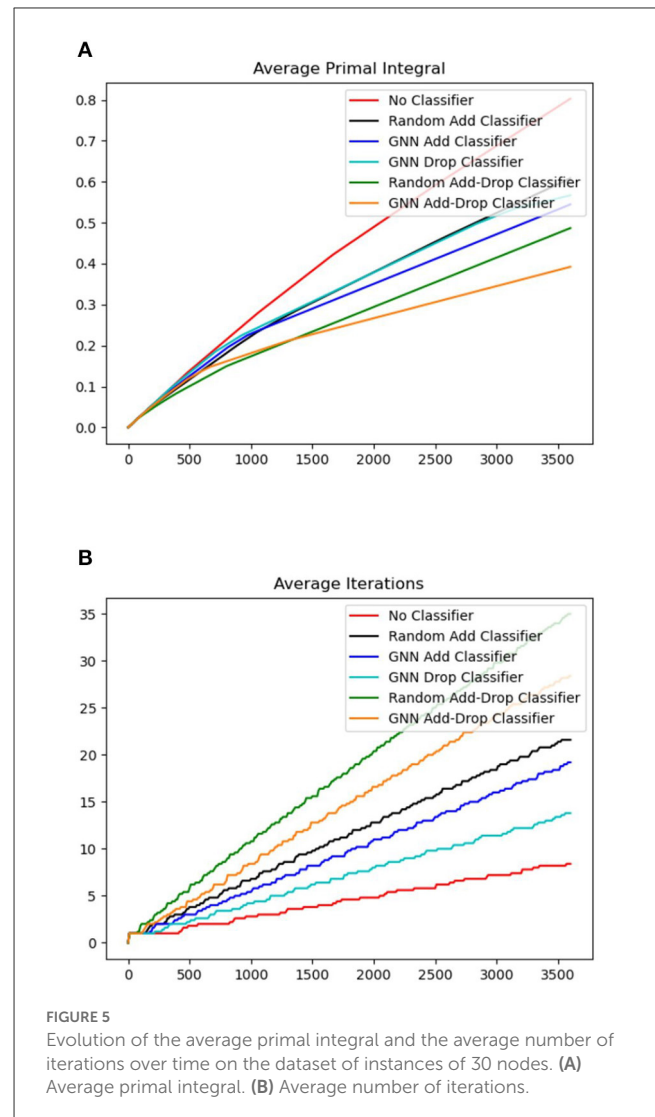 A
Average Primal Integral
0.8
0.7
0.6
0.5
0.4
0.3
0.2
0.1
0.0
No Classifier
Random Add Classifier
GNN Add Classifier
GNN Drop Classifier
Random Add-Drop Classifier
GNN Add-Drop Classifier
0 500 1000 1500 2000 2500 3000 3500
B
Average Iterations
35
30
25
20
15
10
5
0
No Classifier
Random Add Classifier
GNN Add Classifier
GNN Drop Classifier
Random Add-Drop Classifier
GNN Add-Drop Classifier
0 500 1000 1500 2000 2500 3000 3500
FIGURE 5
Evolution of the average primal integral and the average number of
iterations over time on the dataset of instances of 30 nodes. (A)
Average primal integral. (B) Average number of iterations.